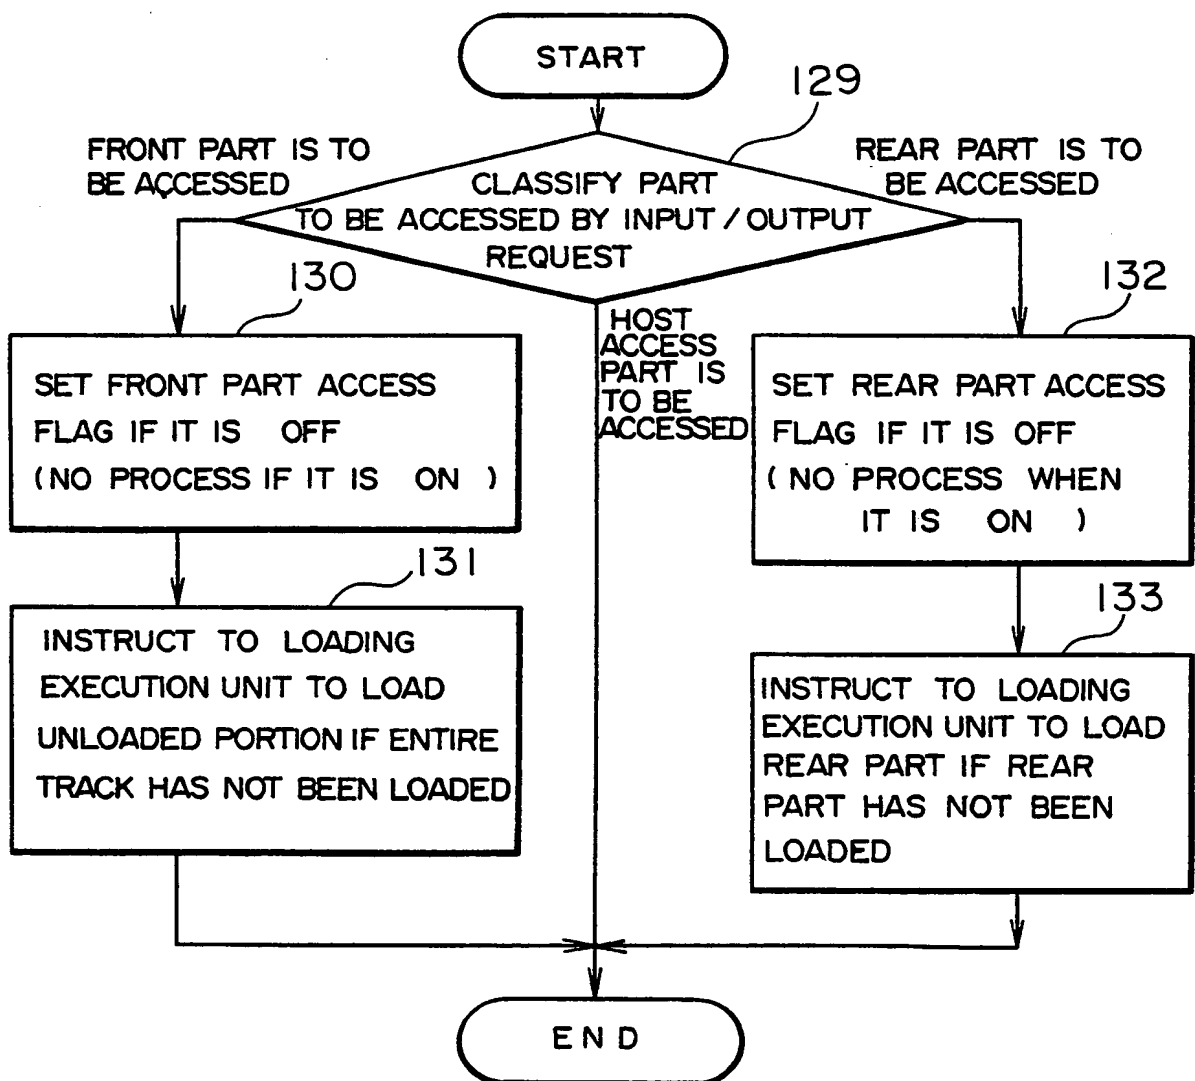 START
129
FRONT PART IS TO
BE ACCESSED
REAR PART IS TO
BE ACCESSED
CLASSIFY PART
TO BE ACCESSED BY INPUT / OUTPUT
REQUEST
130
SET FRONT PART ACCESS
FLAG IF IT IS OFF
(NO PROCESS IF IT IS ON )
HOST
ACCESS
PART IS
TO BE
ACCESSED
132
SET REAR PART ACCESS
FLAG IF IT IS OFF
( NO PROCESS WHEN
IT IS ON )
131
INSTRUCT TO LOADING
EXECUTION UNIT TO LOAD
UNLOADED PORTION IF ENTIRE
TRACK HAS NOT BEEN LOADED
133
INSTRUCT TO LOADING
EXECUTION UNIT TO LOAD
REAR PART IF REAR
PART HAS NOT BEEN
LOADED
END